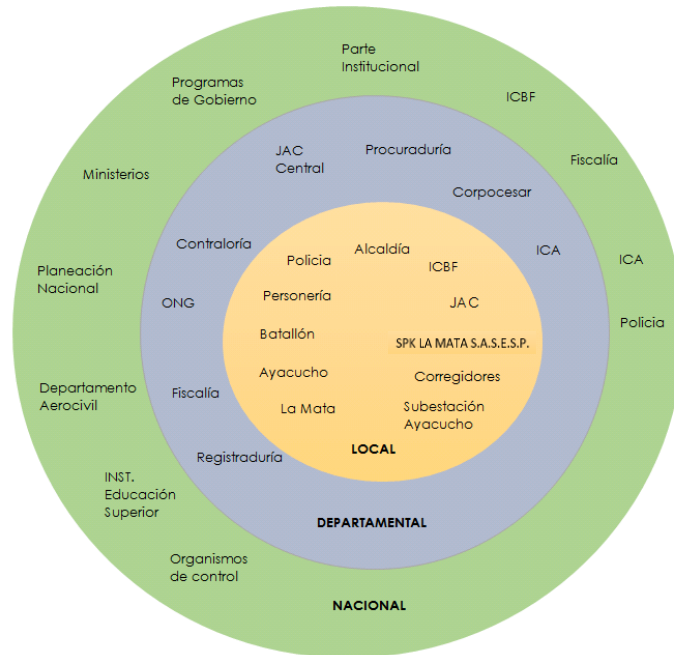 Parte
Institucional
Programas
de Gobierno
ICBF
Fiscalía
Ministerios
ICA
Planeación
Nacional
Policia
Departamento
Aerocivil
INST.
Educación
Superior
Organismos
de control
NACIONAL
JAC
Central
Procuraduría
Corpocesar
Contraloría
ICA
ONG
Fiscalía
Registraduría
DEPARTAMENTAL
Policia
Alcaldía
ICBF
Personería
JAC
Batallón
SPK LA MATA S.A.S.E.S.P.
Ayacucho
Corregidores
La Mata
Subestación
Ayacucho
LOCAL